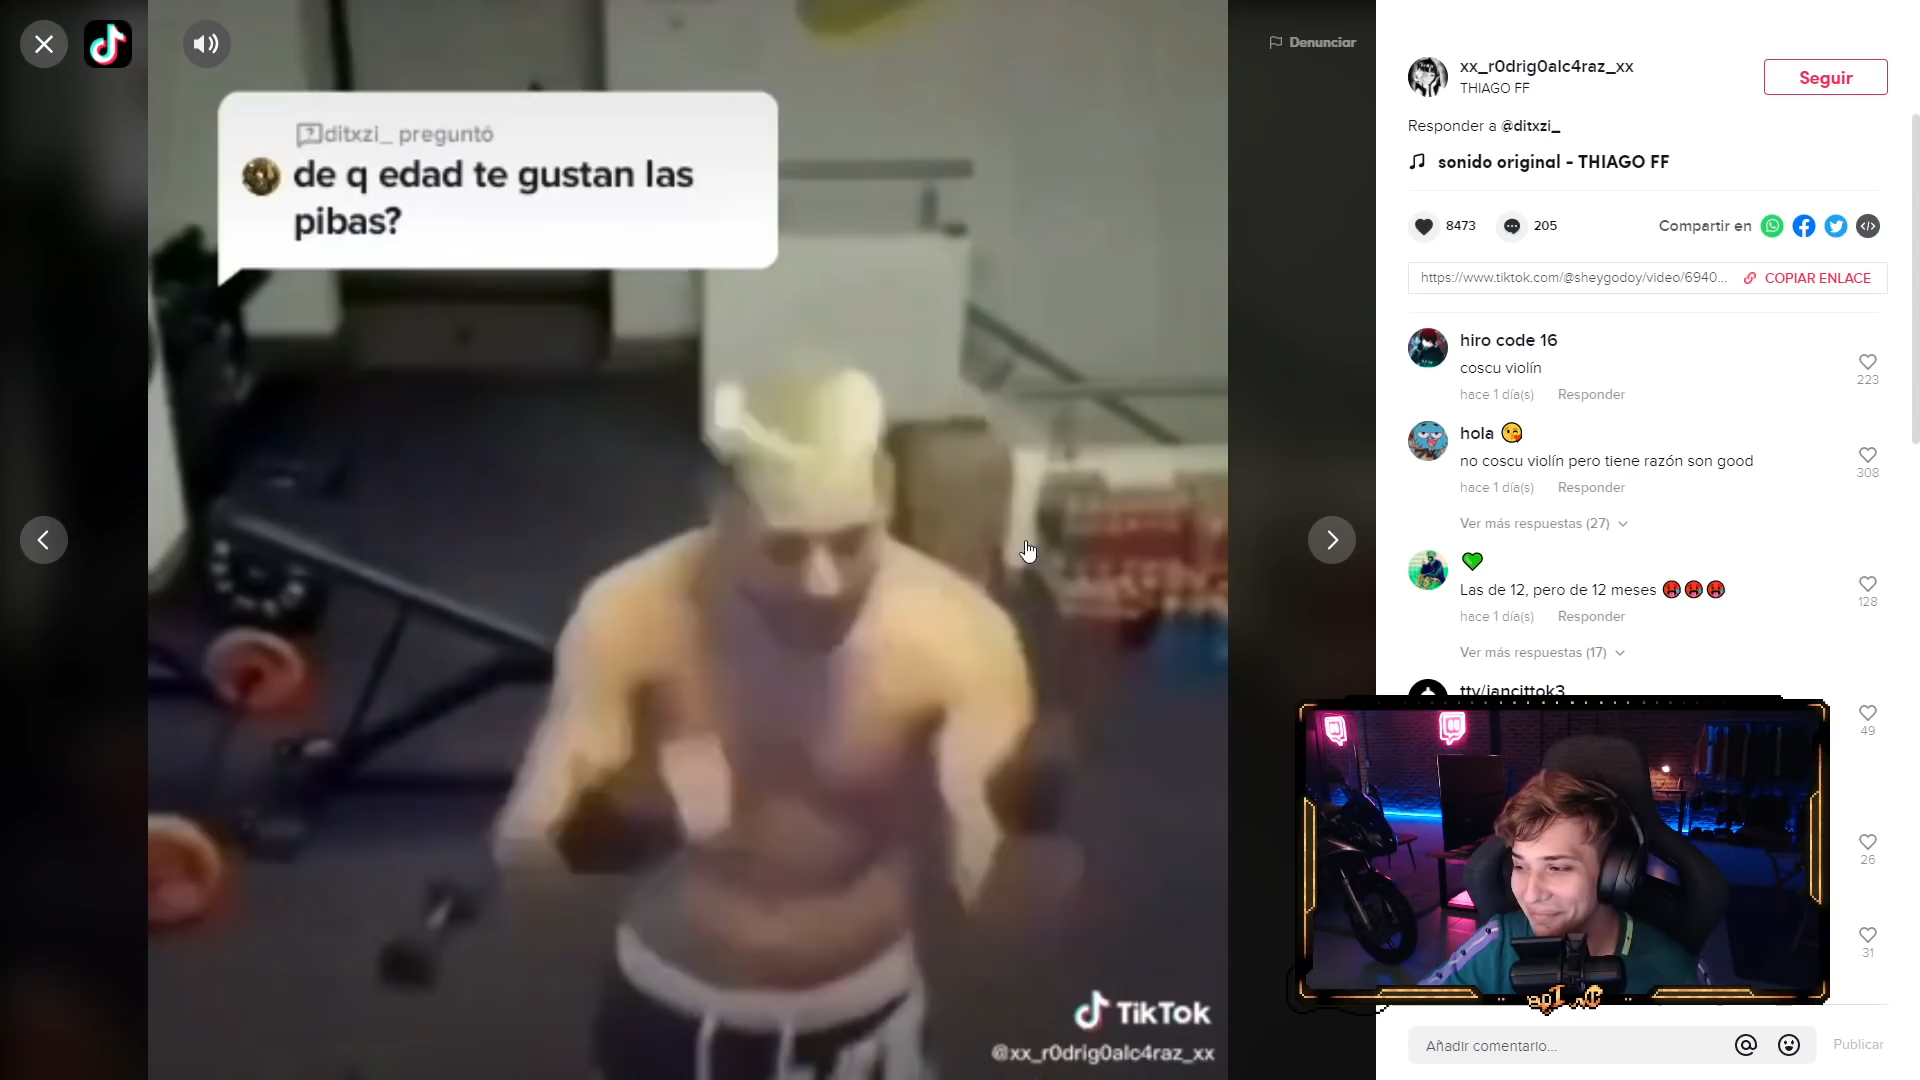 Denunciar
ditxzi_ preguntó
de q edad te gustan las
pibas?
TikTok
@xx_r0drig0alc4raz_xx
xx_r0drig0alc4raz_xx
THIAGO FF
Seguir
Responder a @ditxzi_
sonido original - THIAGO FF
8473
205
Compartir en
https://www.tiktok.com/@sheygodoy/video/6940...
COPIAR ENLACE
hiro code 16
coscu violín
hace 1 día(s) Responder
223
hola 😘
no coscu violín pero tiene razón son good
hace 1 día(s) Responder
308
Ver más respuestas (27)
💚
Las de 12, pero de 12 meses
hace 1 día(s) Responder
128
Ver más respuestas (17)
ttv/jancittok3
49
26
31
Añadir comentario...
Publicar